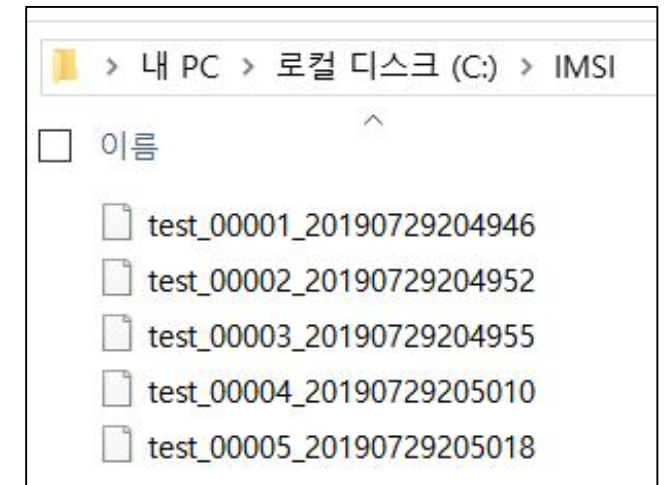 > 내 PC > 로컬 디스크 (C:) > IMSI
이름
test_00001_20190729204946
test_00002_20190729204952
test_00003_20190729204955
test_00004_20190729205010
test_00005_20190729205018